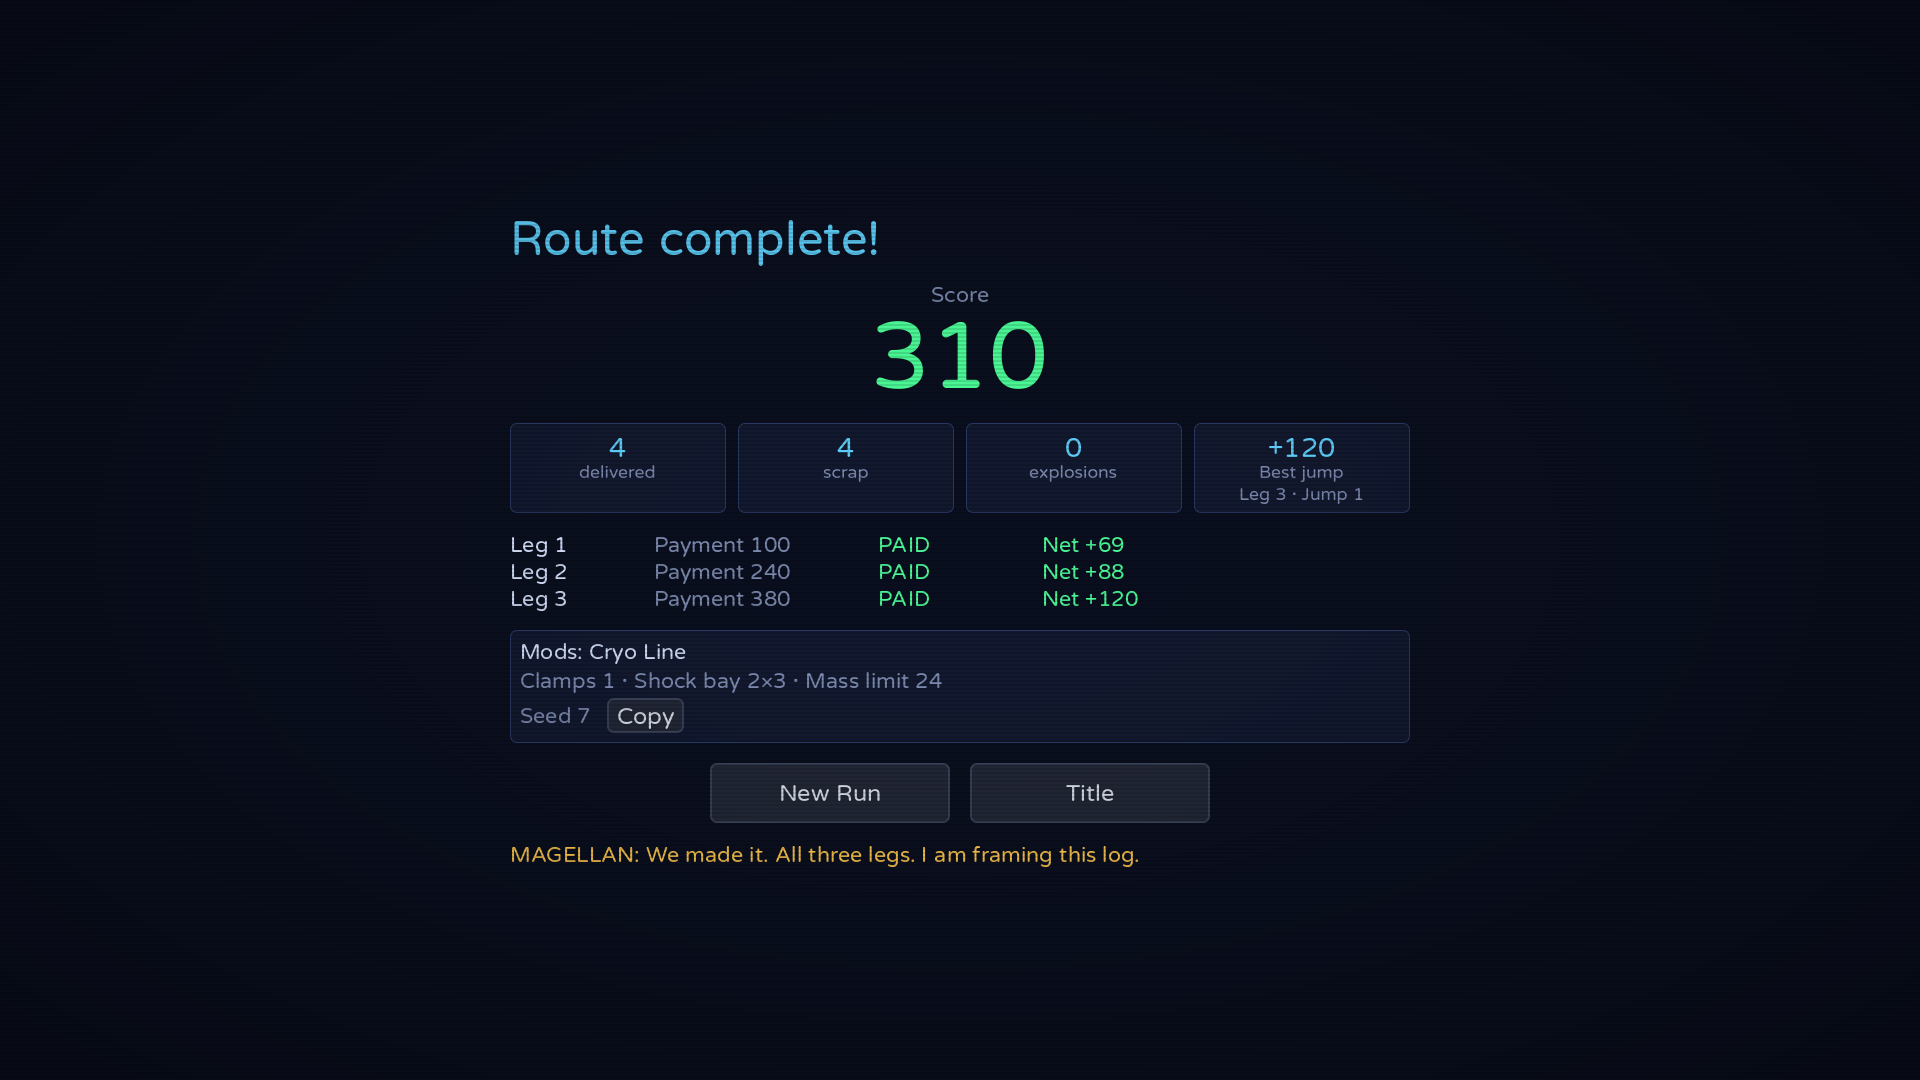 Route complete!
Score
310
4
delivered
4
scrap
0
explosions
+120
Best jump
Leg 3 · Jump 1
Leg 1 Payment 100 PAID Net +69
Leg 2 Payment 240 PAID Net +88
Leg 3 Payment 380 PAID Net +120
Mods: Cryo Line
Clamps 1 · Shock bay 2×3 · Mass limit 24
Seed 7 Copy
New Run Title
MAGELLAN: We made it. All three legs. I am framing this log.